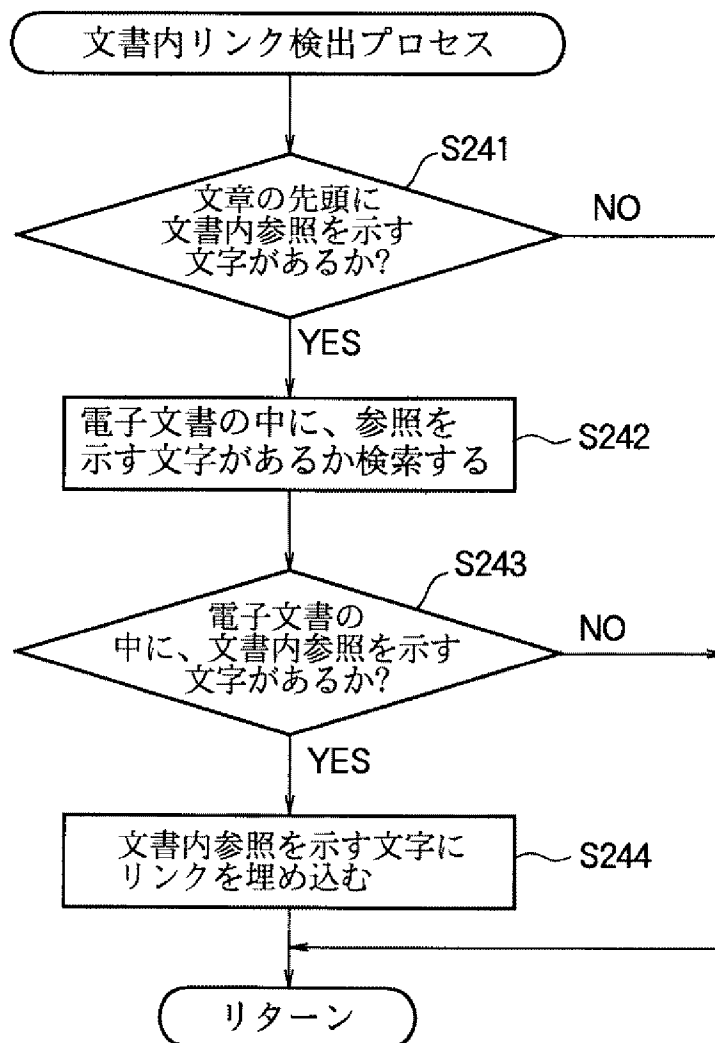 文書内リンク検出プロセス
S241
文章の先頭に
文書内参照を示す
文字があるか?
NO
YES
電子文書の中に、参照を
示す文字があるか検索する
S242
S243
電子文書の
中に、文書内参照を示す
文字があるか?
NO
YES
文書内参照を示す文字に
リンクを埋め込む
S244
リターン